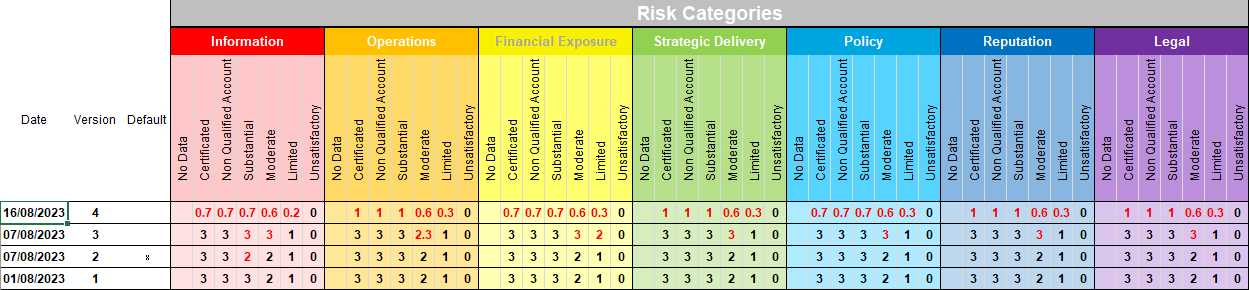 Risk Categories
Information Operations Financial Exposure Strategic Delivery Policy Reputation Legal
Date Version Default
No Data
Certificated
Non Qualified Account
Substantial
Moderate
Limited
Unsatisfactory
No Data
Certificated
Non Qualified Account
Substantial
Moderate
Limited
Unsatisfactory
No Data
Certificated
Non Qualified Account
Substantial
Moderate
Limited
Unsatisfactory
No Data
Certificated
Non Qualified Account
Substantial
Moderate
Limited
Unsatisfactory
No Data
Certificated
Non Qualified Account
Substantial
Moderate
Limited
Unsatisfactory
No Data
Certificated
Non Qualified Account
Substantial
Moderate
Limited
Unsatisfactory
No Data
Certificated
Non Qualified Account
Substantial
Moderate
Limited
Unsatisfactory
16/08/2023 4 0.7 0.7 0.7 0.6 0.2 0 1 1 1 0.6 0.3 0 0.7 0.7 0.7 0.6 0.3 0 1 1 1 0.6 0.3 0 0.7 0.7 0.7 0.6 0.3 0 1 1 1 0.6 0.3 0 1 1 1 0.6 0.3 0
07/08/2023 3 3 3 3 3 1 0 3 3 3 2.3 1 0 3 3 3 3 2 0 3 3 3 3 1 0 3 3 3 3 1 0 3 3 3 3 1 0 3 3 3 3 1 0
07/08/2023 2 x 3 3 2 2 1 0 3 3 3 2 1 0 3 3 3 2 1 0 3 3 3 2 1 0 3 3 3 2 1 0 3 3 3 2 1 0 3 3 3 2 1 0
01/08/2023 1 3 3 3 2 1 0 3 3 3 2 1 0 3 3 3 2 1 0 3 3 3 2 1 0 3 3 3 2 1 0 3 3 3 2 1 0 3 3 3 2 1 0